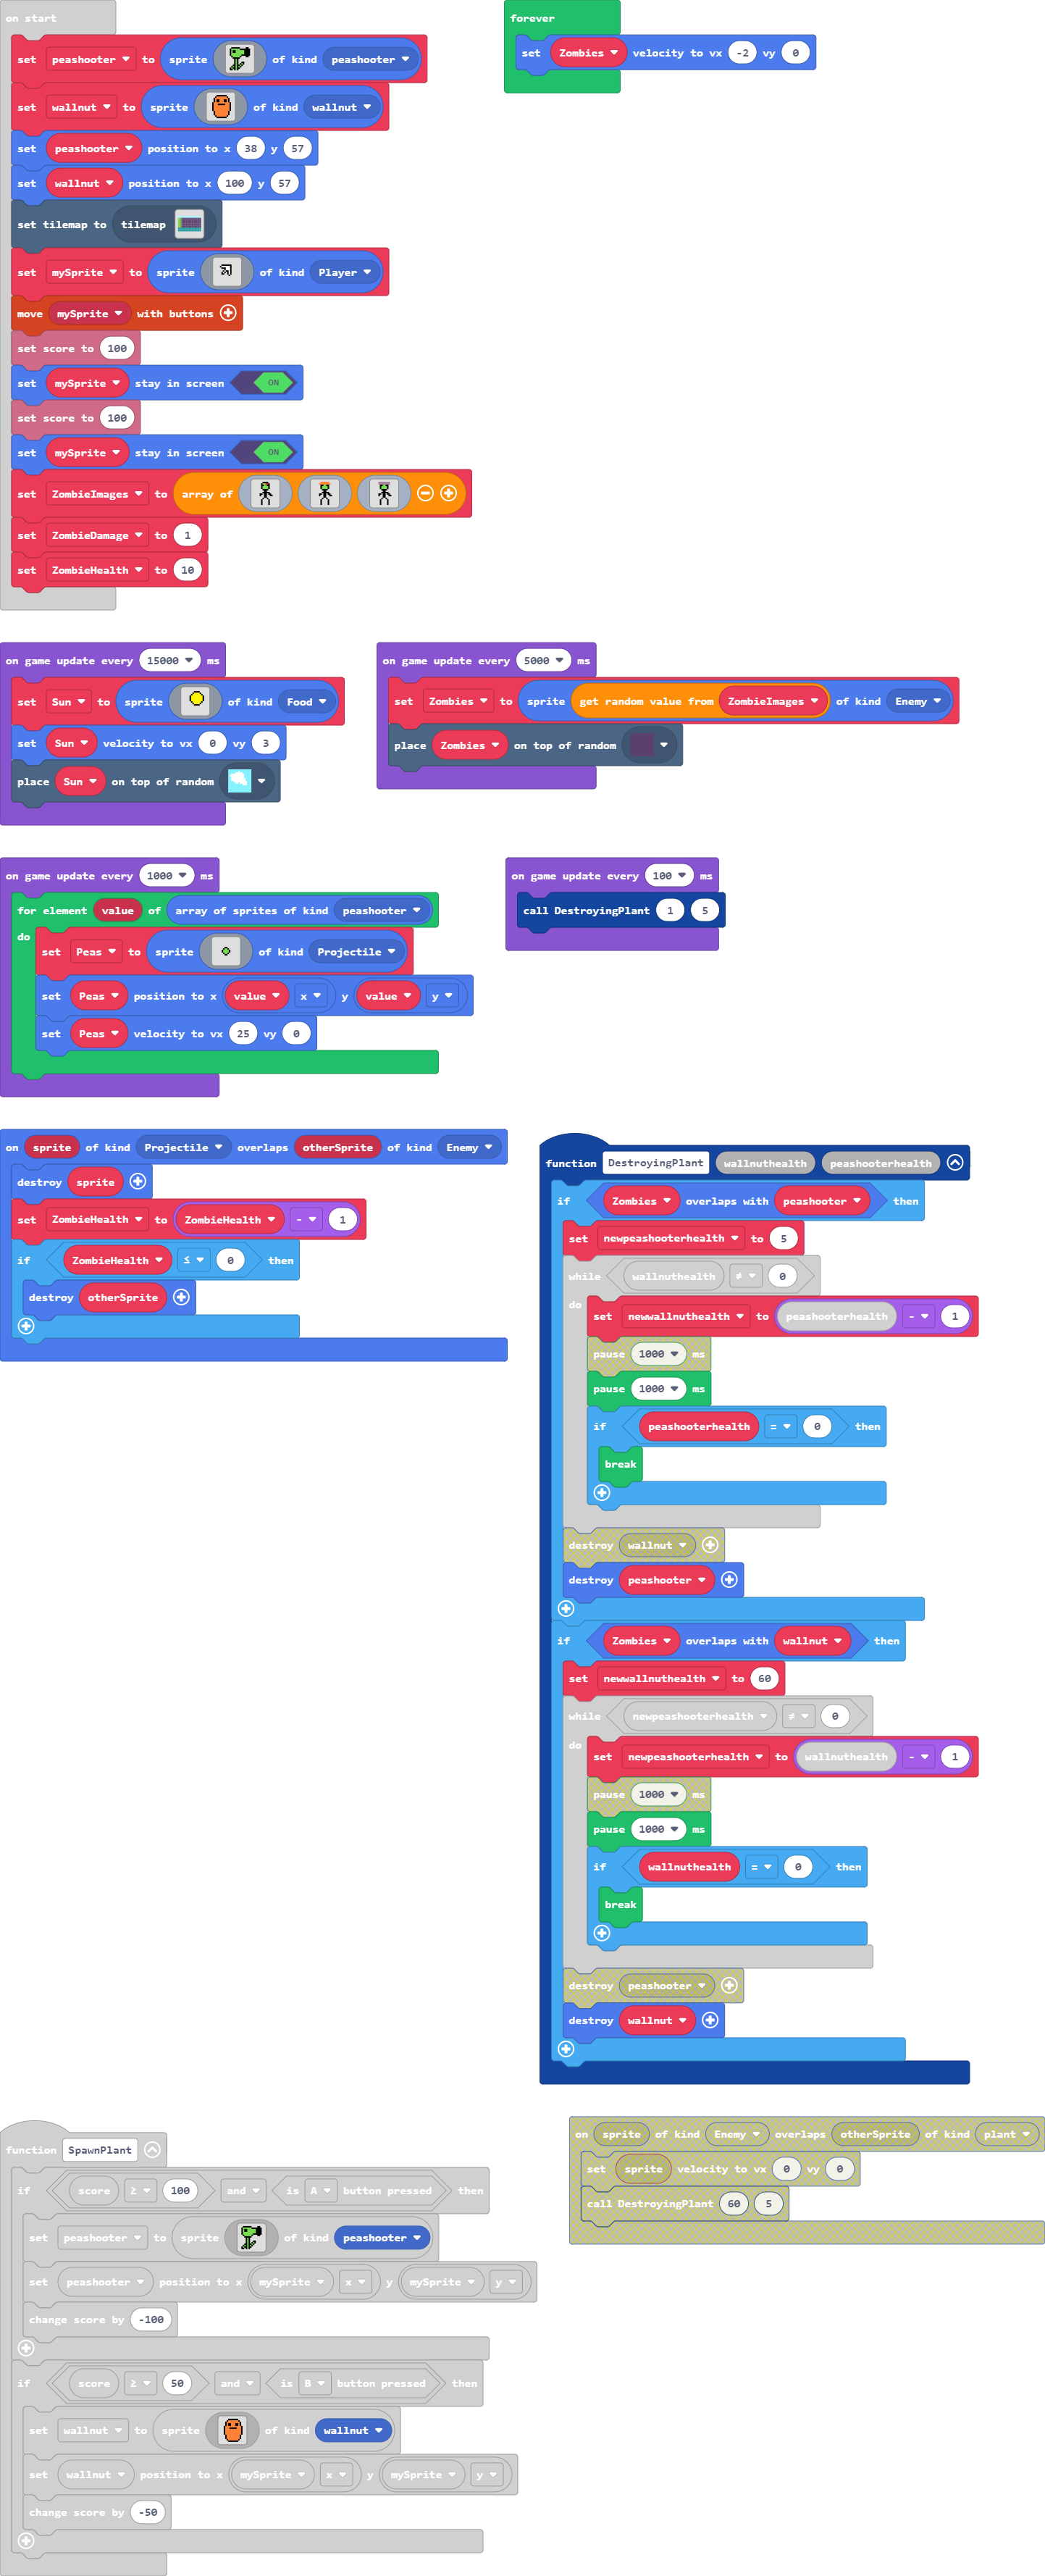 on start
set peashooter to sprite of kind peashooter
set wallnut to sprite of kind wallnut
set peashooter position to x 38 y 57
set wallnut position to x 100 y 57
set tilemap to tilemap
set mySprite to sprite of kind Player
move mySprite with buttons
set score to 100
set mySprite stay in screen ON
set score to 100
set mySprite stay in screen ON
set ZombieImages to array of
set ZombieDamage to 1
set ZombieHealth to 10
forever
set Zombies velocity to vx -2 vy 0
on game update every 15000 ms
set Sun to sprite of kind Food
set Sun velocity to vx 0 vy 3
place Sun on top of random
on game update every 5000 ms
set Zombies to sprite get random value from ZombieImages of kind Enemy
place Zombies on top of random
on game update every 1000 ms
for element value of array of sprites of kind peashooter
do
set Peas to sprite of kind Projectile
set Peas position to x value x y value y
set Peas velocity to vx 25 vy 0
on game update every 100 ms
call DestroyingPlant 1 5
on sprite of kind Projectile overlaps otherSprite of kind Enemy
destroy sprite
set ZombieHealth to ZombieHealth - 1
if ZombieHealth ≤ 0 then
destroy otherSprite
function DestroyingPlant wallnuthealth peashooterhealth
if Zombies overlaps with peashooter then
set newpeashooterhealth to 5
while wallnuthealth ≠ 0
do
set newwallnuthealth to peashooterhealth - 1
pause 1000 ms
pause 1000 ms
if peashooterhealth = 0 then
break
destroy wallnut
destroy peashooter
if Zombies overlaps with wallnut then
set newwallnuthealth to 60
while newpeashooterhealth ≠ 0
do
set newpeashooterhealth to wallnuthealth - 1
pause 1000 ms
pause 1000 ms
if wallnuthealth = 0 then
break
destroy peashooter
destroy wallnut
function SpawnPlant
if score ≥ 100 and is A button pressed then
set peashooter to sprite of kind peashooter
set peashooter position to x mySprite x y mySprite y
change score by -100
if score ≥ 50 and is B button pressed then
set wallnut to sprite of kind wallnut
set wallnut position to x mySprite x y mySprite y
change score by -50
on sprite of kind Enemy overlaps otherSprite of kind plant
set sprite velocity to vx 0 vy 0
call DestroyingPlant 60 5